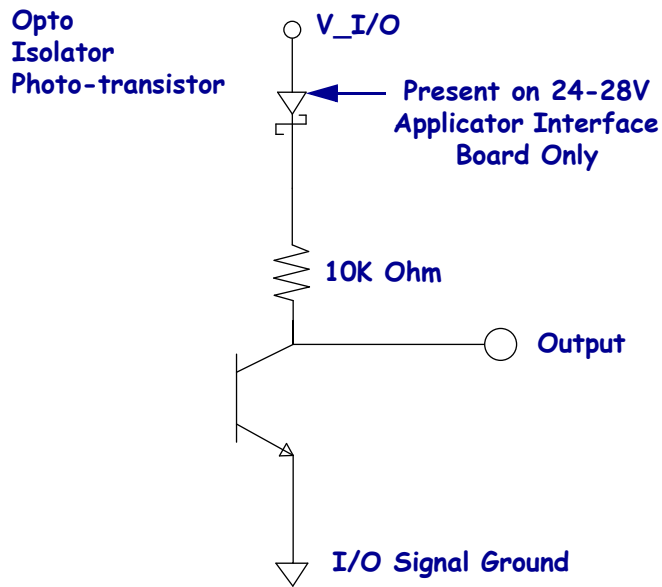 Opto
Isolator
Photo-transistor
V_I/O
Present on 24-28V
Applicator Interface
Board Only
10K Ohm
Output
I/O Signal Ground